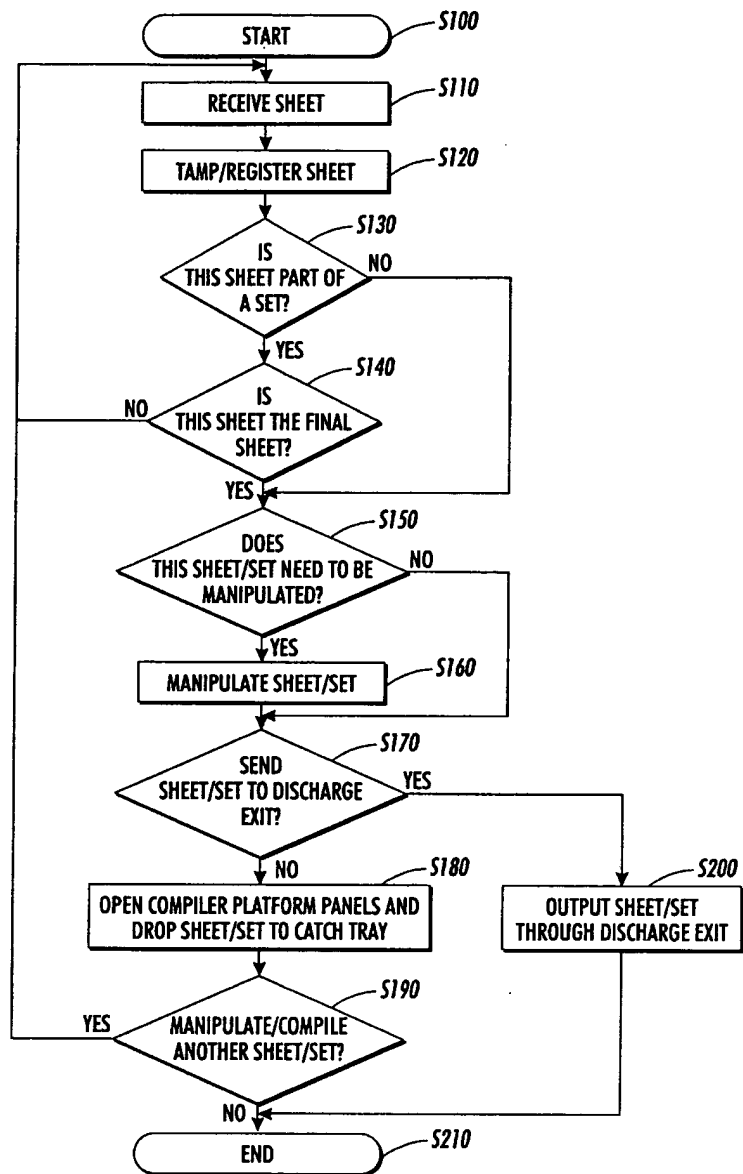 START
S100
RECEIVE SHEET
S110
TAMP/REGISTER SHEET
S120
S130
IS
THIS SHEET PART OF
A SET?
NO
YES
S140
IS
THIS SHEET THE FINAL
SHEET?
NO
YES
S150
DOES
THIS SHEET/SET NEED TO BE
MANIPULATED?
NO
YES
MANIPULATE SHEET/SET
S160
S170
SEND
SHEET/SET TO DISCHARGE
EXIT?
YES
NO
S180
OPEN COMPILER PLATFORM PANELS AND
DROP SHEET/SET TO CATCH TRAY
S200
OUTPUT SHEET/SET
THROUGH DISCHARGE EXIT
S190
MANIPULATE/COMPILE
ANOTHER SHEET/SET?
YES
NO
END
S210